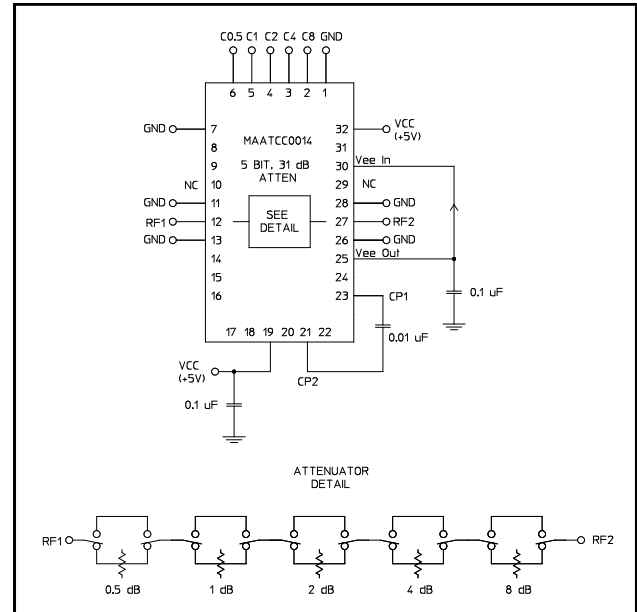 C0.5 C1 C2 C4 C8 GND
6 5 4 3 2 1
GND 7
8
9
NC 10
GND 11
RF1 12
GND 13
14
15
16
MAATCC0014
5 BIT, 31 dB
ATTEN
SEE
DETAIL
32 VCC
(+5V)
31
30 Vee In
29 NC
28 GND
27 RF2
26 GND
25 Vee Out
24
23 CP1
17 18 19 20 21 22
0.1 uF
0.01 uF
VCC
(+5V)
CP2
0.1 uF
ATTENUATOR
DETAIL
RF1 RF2
0.5 dB 1 dB 2 dB 4 dB 8 dB